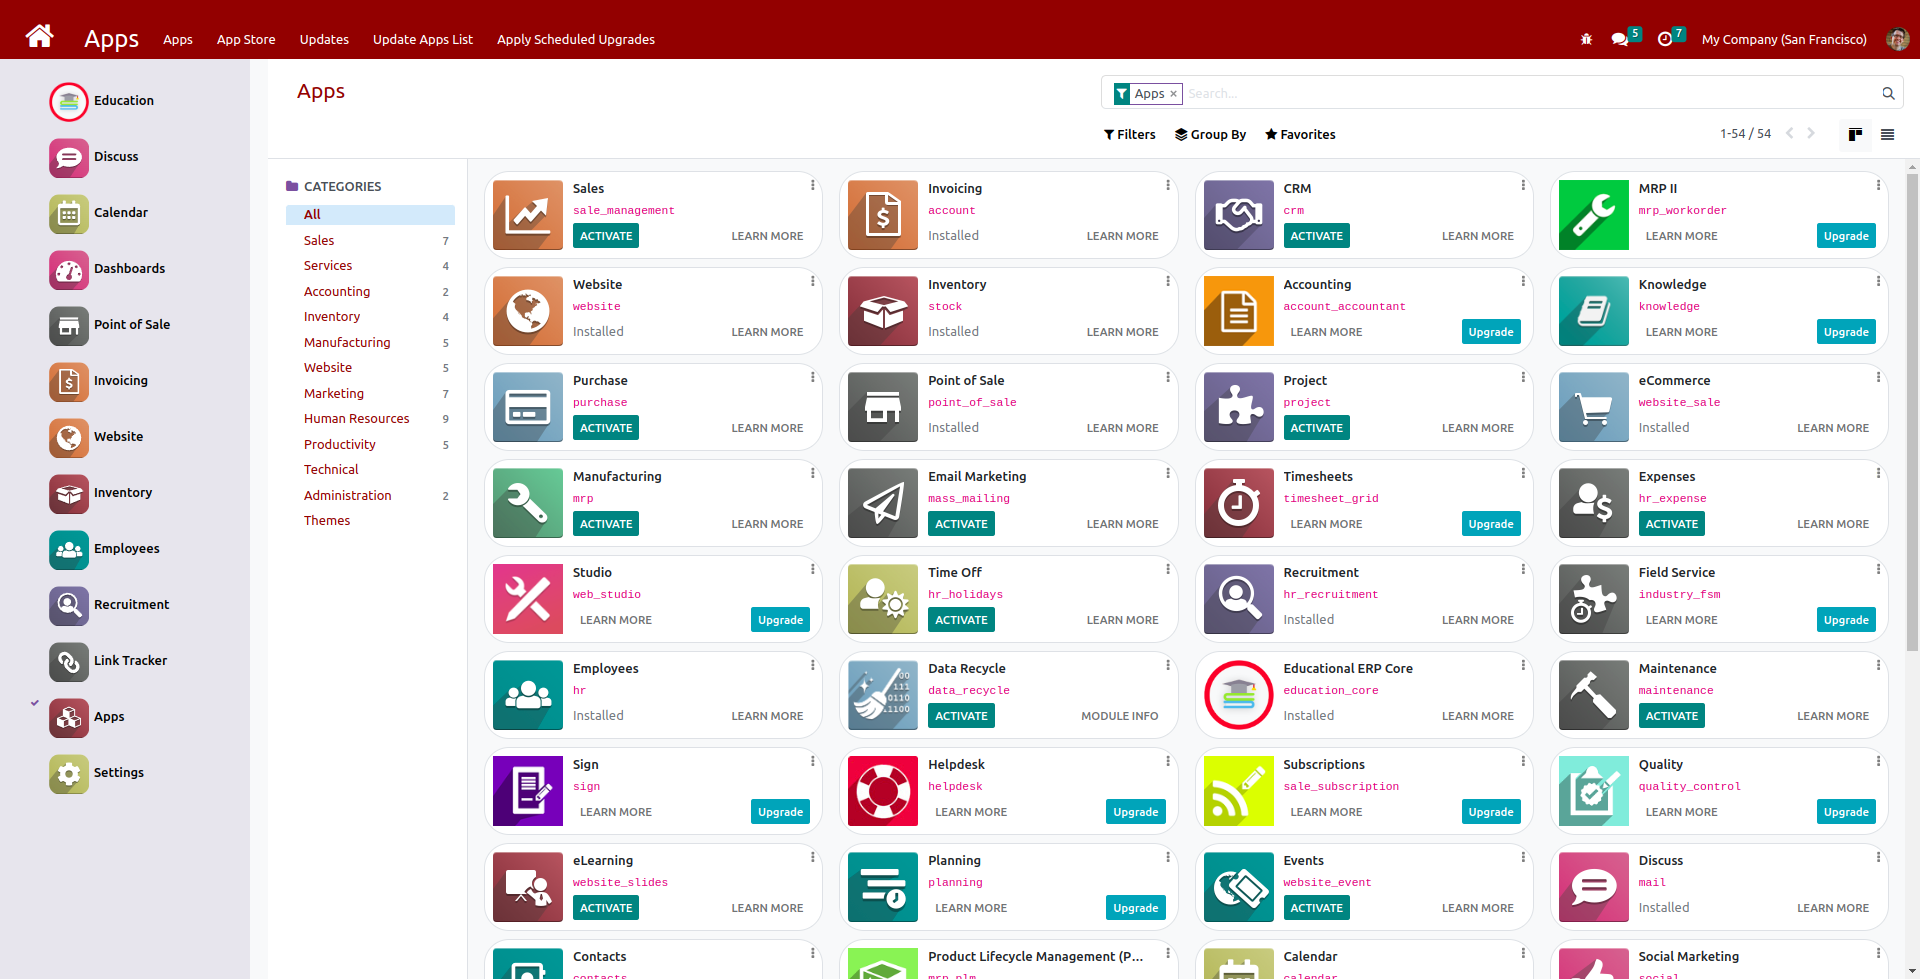 Apps Apps App Store Updates Update Apps List Apply Scheduled Upgrades 5 7 My Company (San Francisco)
Education
Discuss
Calendar
Dashboards
Point of Sale
Invoicing
Website
Inventory
Employees
Recruitment
Link Tracker
Apps
Settings
Apps
Apps × Search...
Filters Group By Favorites 1-54 / 54
CATEGORIES
All
Sales 7
Services 4
Accounting 2
Inventory 4
Manufacturing 5
Website 5
Marketing 7
Human Resources 9
Productivity 5
Technical
Administration 2
Themes
Sales
sale_management
ACTIVATE LEARN MORE
Invoicing
account
Installed LEARN MORE
CRM
crm
ACTIVATE LEARN MORE
MRP II
mrp_workorder
LEARN MORE Upgrade
Website
website
Installed LEARN MORE
Inventory
stock
Installed LEARN MORE
Accounting
account_accountant
LEARN MORE Upgrade
Knowledge
knowledge
LEARN MORE Upgrade
Purchase
purchase
ACTIVATE LEARN MORE
Point of Sale
point_of_sale
Installed LEARN MORE
Project
project
ACTIVATE LEARN MORE
eCommerce
website_sale
Installed LEARN MORE
Manufacturing
mrp
ACTIVATE LEARN MORE
Email Marketing
mass_mailing
ACTIVATE LEARN MORE
Timesheets
timesheet_grid
LEARN MORE Upgrade
Expenses
hr_expense
ACTIVATE LEARN MORE
Studio
web_studio
LEARN MORE Upgrade
Time Off
hr_holidays
ACTIVATE LEARN MORE
Recruitment
hr_recruitment
Installed LEARN MORE
Field Service
industry_fsm
LEARN MORE Upgrade
Employees
hr
Installed LEARN MORE
Data Recycle
data_recycle
ACTIVATE MODULE INFO
Educational ERP Core
education_core
Installed LEARN MORE
Maintenance
maintenance
ACTIVATE LEARN MORE
Sign
sign
LEARN MORE Upgrade
Helpdesk
helpdesk
LEARN MORE Upgrade
Subscriptions
sale_subscription
LEARN MORE Upgrade
Quality
quality_control
LEARN MORE Upgrade
eLearning
website_slides
ACTIVATE LEARN MORE
Planning
planning
LEARN MORE Upgrade
Events
website_event
ACTIVATE LEARN MORE
Discuss
mail
Installed LEARN MORE
Contacts
contacts
Product Lifecycle Management (P...
mrp_plm
Calendar
calendar
Social Marketing
social